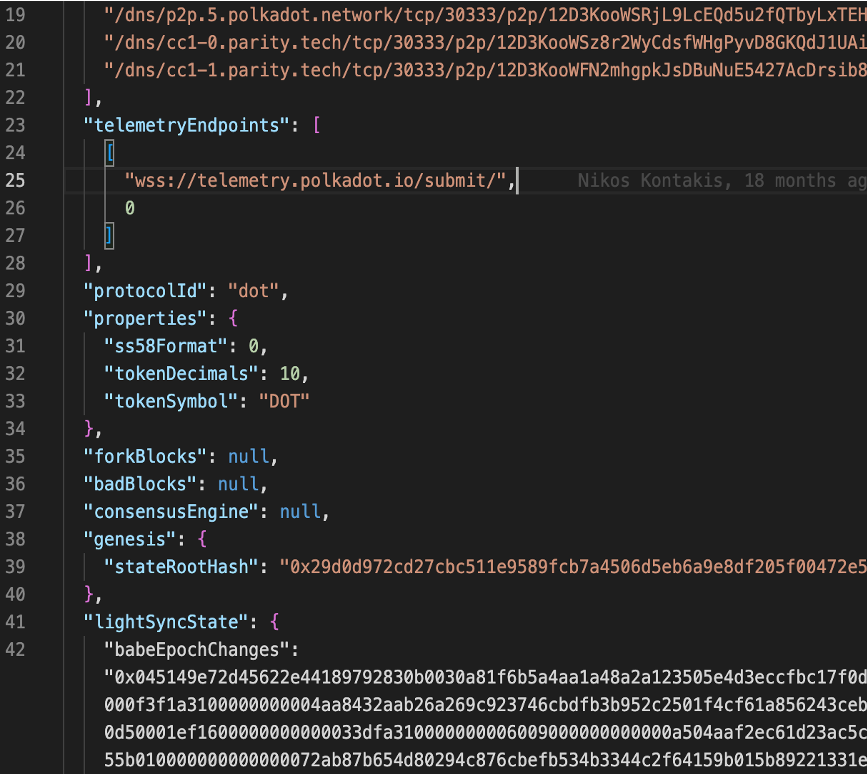 19 "/dns/p2p.5.polkadot.network/tcp/30333/p2p/12D3KooWSRjL9LcEQd5u2fQTbyLxTEH
20 "/dns/cc1-0.parity.tech/tcp/30333/p2p/12D3KooWSz8r2WyCdsfWHgPyvD8GKQdJ1UAi
21 "/dns/cc1-1.parity.tech/tcp/30333/p2p/12D3KooWFN2mhgpkJsDBuNuE5427AcDrsib8
22 ],
23 "telemetryEndpoints": [
24 [
25 "wss://telemetry.polkadot.io/submit/", Nikos Kontakis, 18 months ag
26 0
27 ]
28 ],
29 "protocolId": "dot",
30 "properties": {
31 "ss58Format": 0,
32 "tokenDecimals": 10,
33 "tokenSymbol": "DOT"
34 },
35 "forkBlocks": null,
36 "badBlocks": null,
37 "consensusEngine": null,
38 "genesis": {
39 "stateRootHash": "0x29d0d972cd27cbc511e9589fcb7a4506d5eb6a9e8df205f00472e5
40 },
41 "lightSyncState": {
42 "babeEpochChanges":
"0x045149e72d45622e44189792830b0030a81f6b5a4aa1a48a2a123505e4d3eccfbc17f0d
000f3f1a3100000000004aa8432aab26a269c923746cbdfb3b952c2501f4cf61a856243ceb
0d50001ef1600000000000033dfa310000000006009000000000000a504aaf2ec61d23ac5c
55b010000000000000072ab87b654d80294c876cbefb534b3344c2f64159b015b89221331e